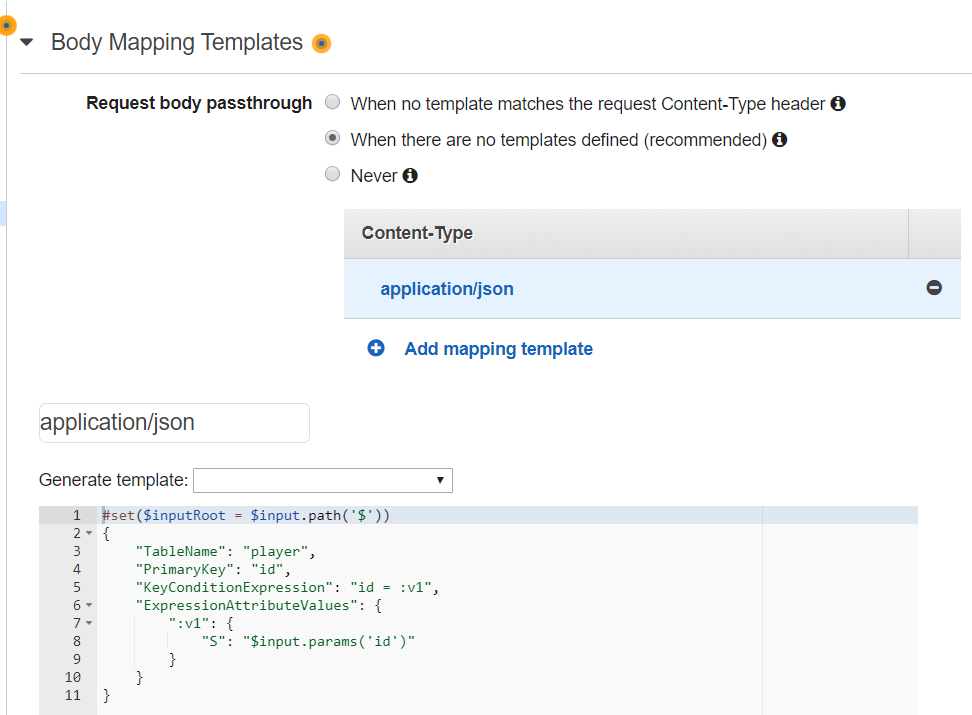 Body Mapping Templates
Request body passthrough
When no template matches the request Content-Type header
When there are no templates defined (recommended)
Never
Content-Type
application/json
Add mapping template
application/json
Generate template:
1 #set($inputRoot = $input.path('$'))
2 {
3     "TableName": "player",
4     "PrimaryKey": "id",
5     "KeyConditionExpression": "id = :v1",
6     "ExpressionAttributeValues": {
7         ":v1": {
8             "S": "$input.params('id')"
9         }
10     }
11 }